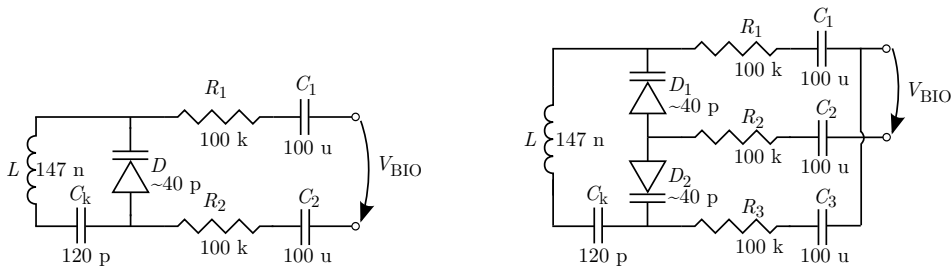 R1
100 k
C1
100 u
L
147 n
D
~40 p
VBIO
Ck
120 p
R2
100 k
C2
100 u
R1
100 k
C1
100 u
VBIO
D1
~40 p
R2
100 k
C2
100 u
L
147 n
D2
~40 p
Ck
120 p
R3
100 k
C3
100 u